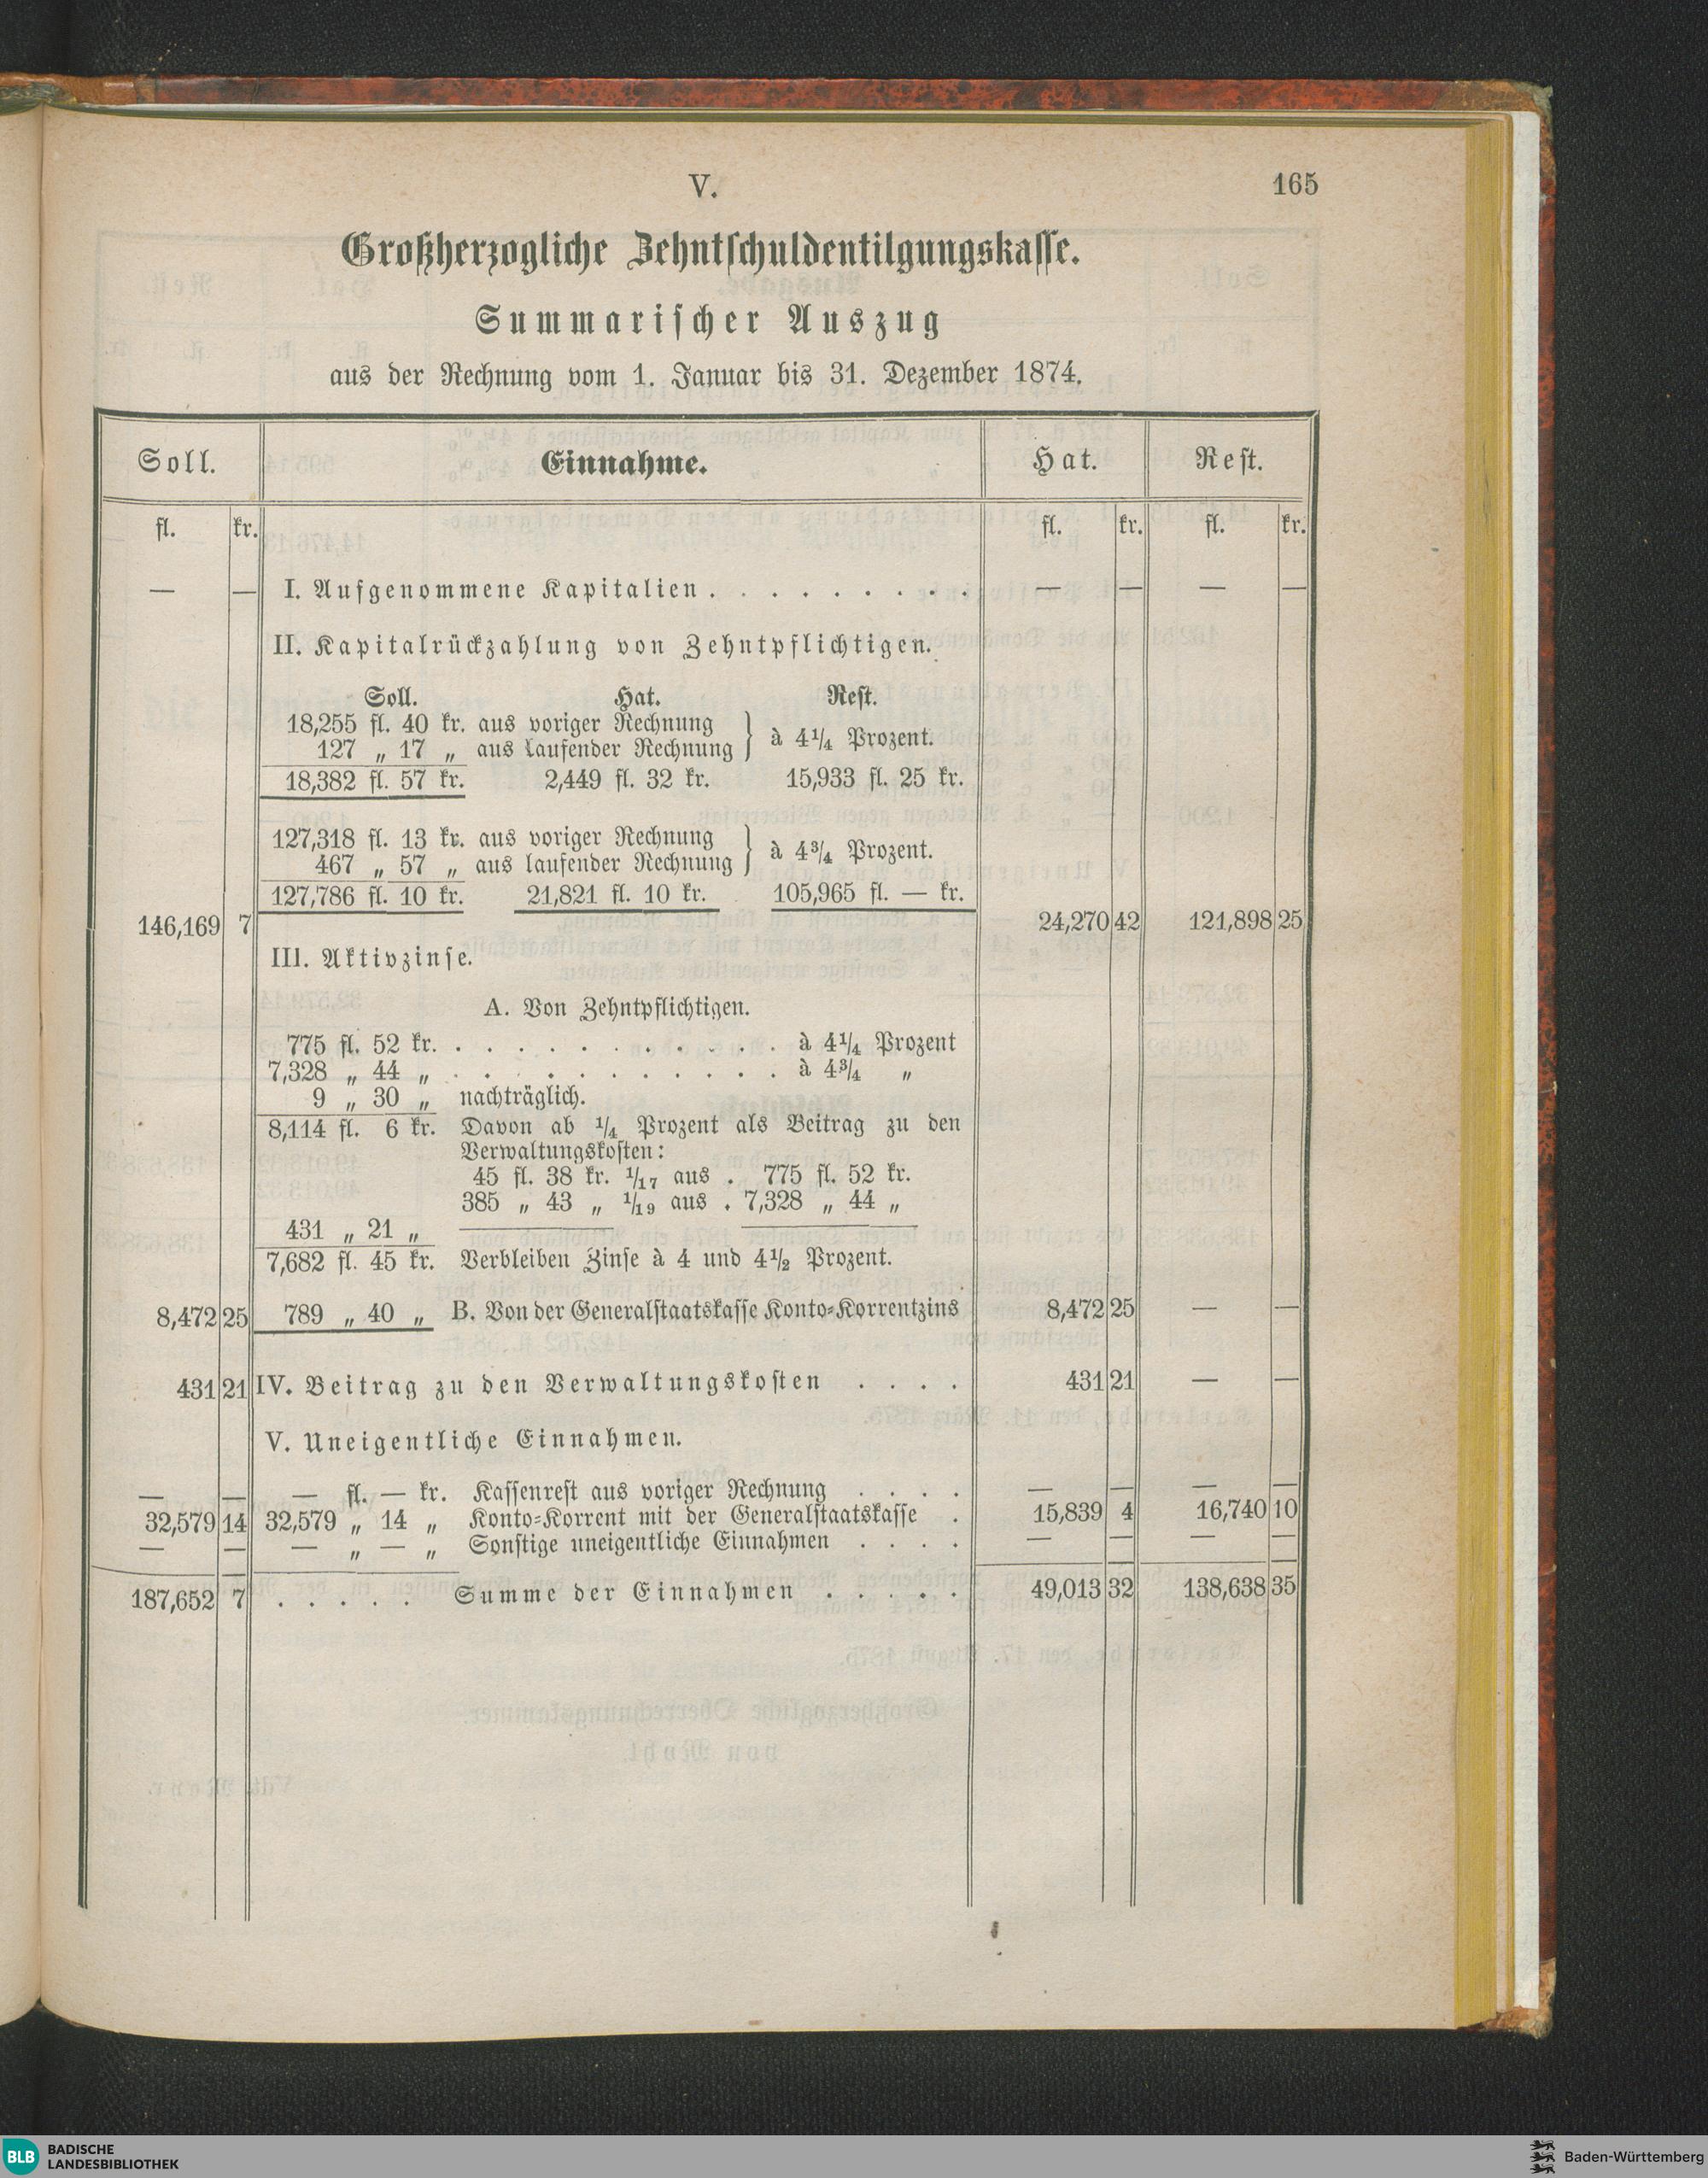 V.
165
Großherzogliche Zehntschuldentilgungskasse.
Summarischer Auszug
aus der Rechnung vom 1. Januar bis 31. Dezember 1874.
Soll. Einnahme. Hat. Rest.
fl. kr. fl. kr. fl. kr.
— — I. Aufgenommene Kapitalien . . . . . . . . . — — — —
II. Kapitalrückzahlung von Zehntpflichtigen.
Soll. Hat. Rest.
18,255 fl. 40 kr. aus voriger Rechnung
127 „ 17 „ aus laufender Rechnung } à 4¼ Prozent.
18,382 fl. 57 kr. 2,449 fl. 32 kr. 15,933 fl. 25 kr.
127,318 fl. 13 kr. aus voriger Rechnung
467 „ 57 „ aus laufender Rechnung } à 4¾ Prozent.
127,786 fl. 10 kr. 21,821 fl. 10 kr. 105,965 fl. — kr.
146,169 7 24,270 42 121,898 25
III. Aktivzinse.
A. Von Zehntpflichtigen.
775 fl. 52 kr. . . . . . . . . . . . à 4¼ Prozent
7,328 „ 44 „ . . . . . . . . . . . à 4¾ „
9 „ 30 „ nachträglich.
8,114 fl. 6 kr. Davon ab ¼ Prozent als Beitrag zu den
Verwaltungskosten:
45 fl. 38 kr. 1/17 aus . 775 fl. 52 kr.
385 „ 43 „ 1/19 aus . 7,328 „ 44 „
431 „ 21 „
7,682 fl. 45 kr. Verbleiben Zinse à 4 und 4½ Prozent.
8,472 25 789 „ 40 „ B. Von der Generalstaatskasse Konto-Korrentzins 8,472 25 — —
431 21 IV. Beitrag zu den Verwaltungskosten . . . . 431 21 — —
V. Uneigentliche Einnahmen.
— — — fl. — kr. Kassenrest aus voriger Rechnung . . . . — — — —
32,579 14 32,579 „ 14 „ Konto-Korrent mit der Generalstaatskasse . 15,839 4 16,740 10
— — — „ — „ Sonstige uneigentliche Einnahmen . . . . — — — —
187,652 7 . . . . . Summe der Einnahmen . . . . . 49,013 32 138,638 35
BLB BADISCHE
LANDESBIBLIOTHEK
Baden-Württemberg